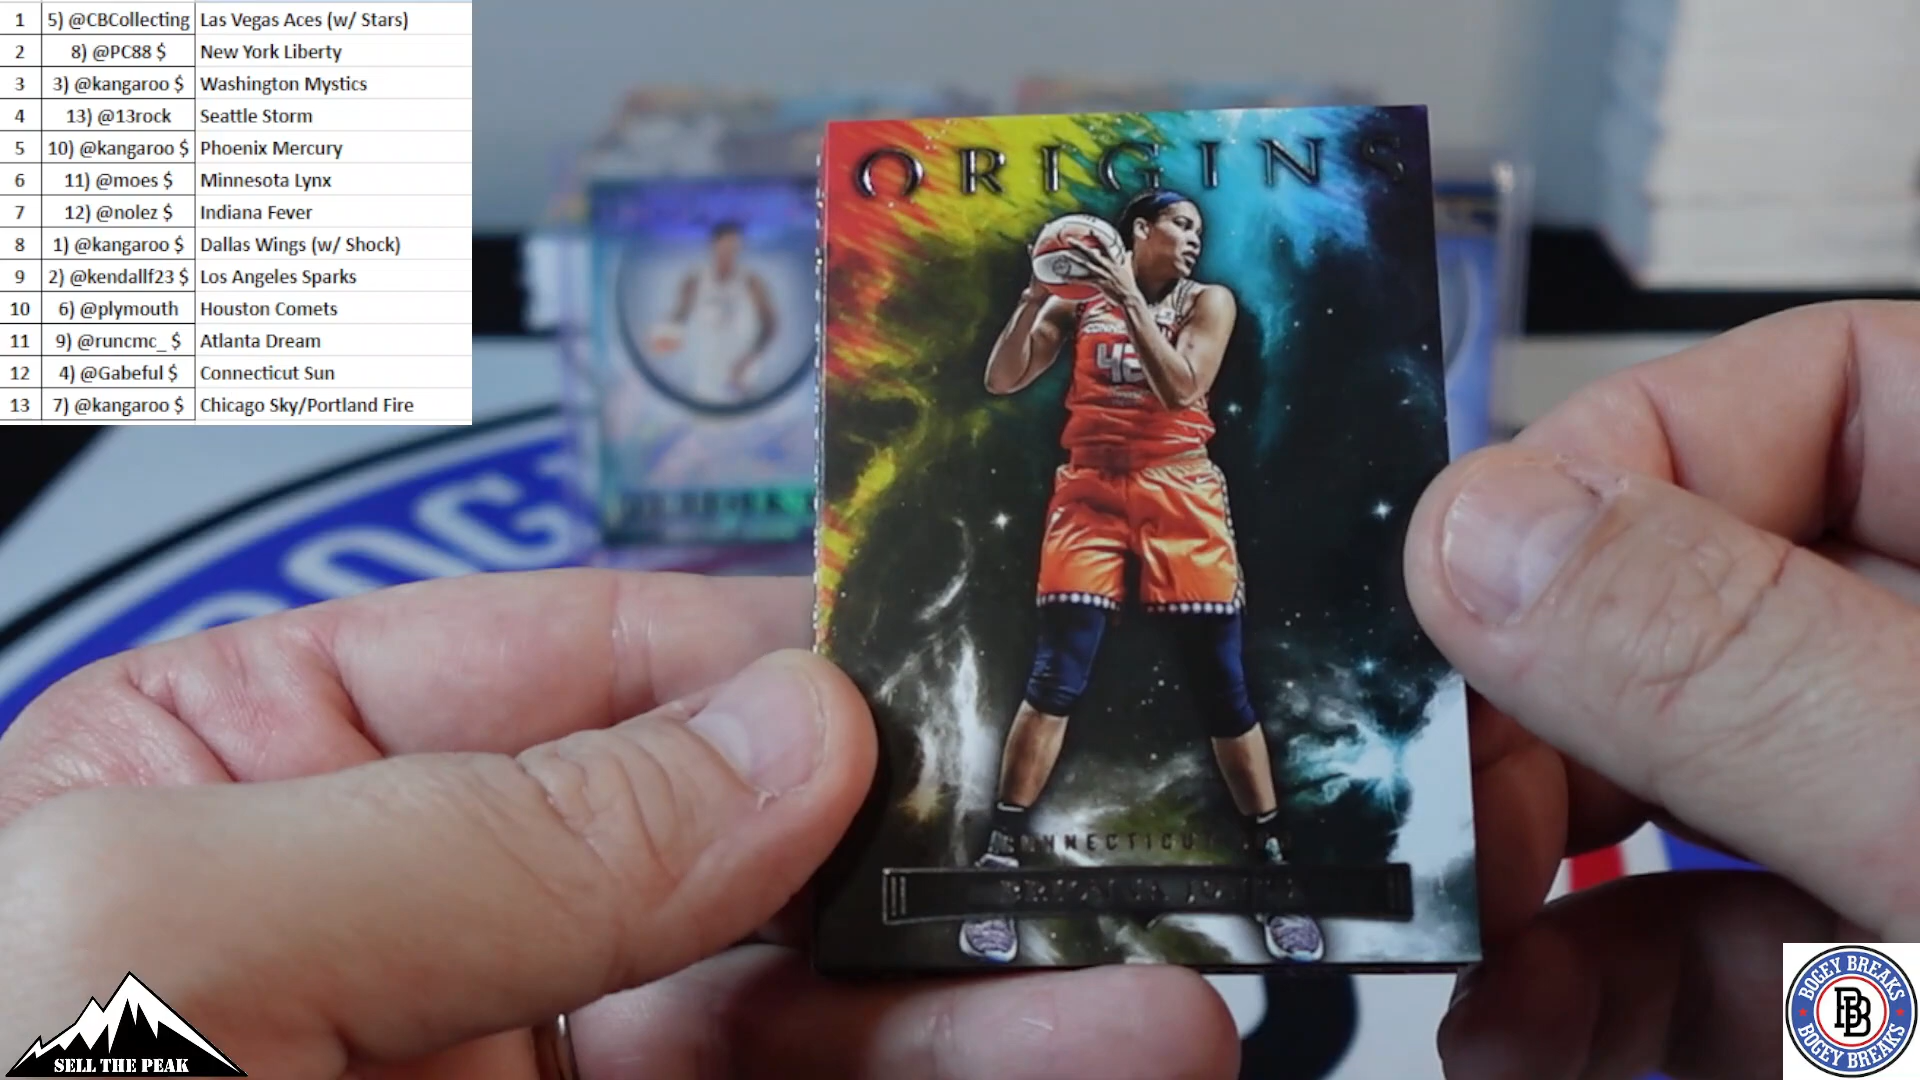 1 5) @CBCollecting Las Vegas Aces (w/ Stars)
2 8) @PC88 $ New York Liberty
3 3) @kangaroo $ Washington Mystics
4 13) @13rock Seattle Storm
5 10) @kangaroo $ Phoenix Mercury
6 11) @moes $ Minnesota Lynx
7 12) @nolez $ Indiana Fever
8 1) @kangaroo $ Dallas Wings (w/ Shock)
9 2) @kendallf23 $ Los Angeles Sparks
10 6) @plymouth Houston Comets
11 9) @runcmc_ $ Atlanta Dream
12 4) @Gabeful $ Connecticut Sun
13 7) @kangaroo $ Chicago Sky/Portland Fire
ORIGINS
42
CONNECTICUT
SELL THE PEAK
BOGEY BREAKS
BB
BOGEY BREAKS